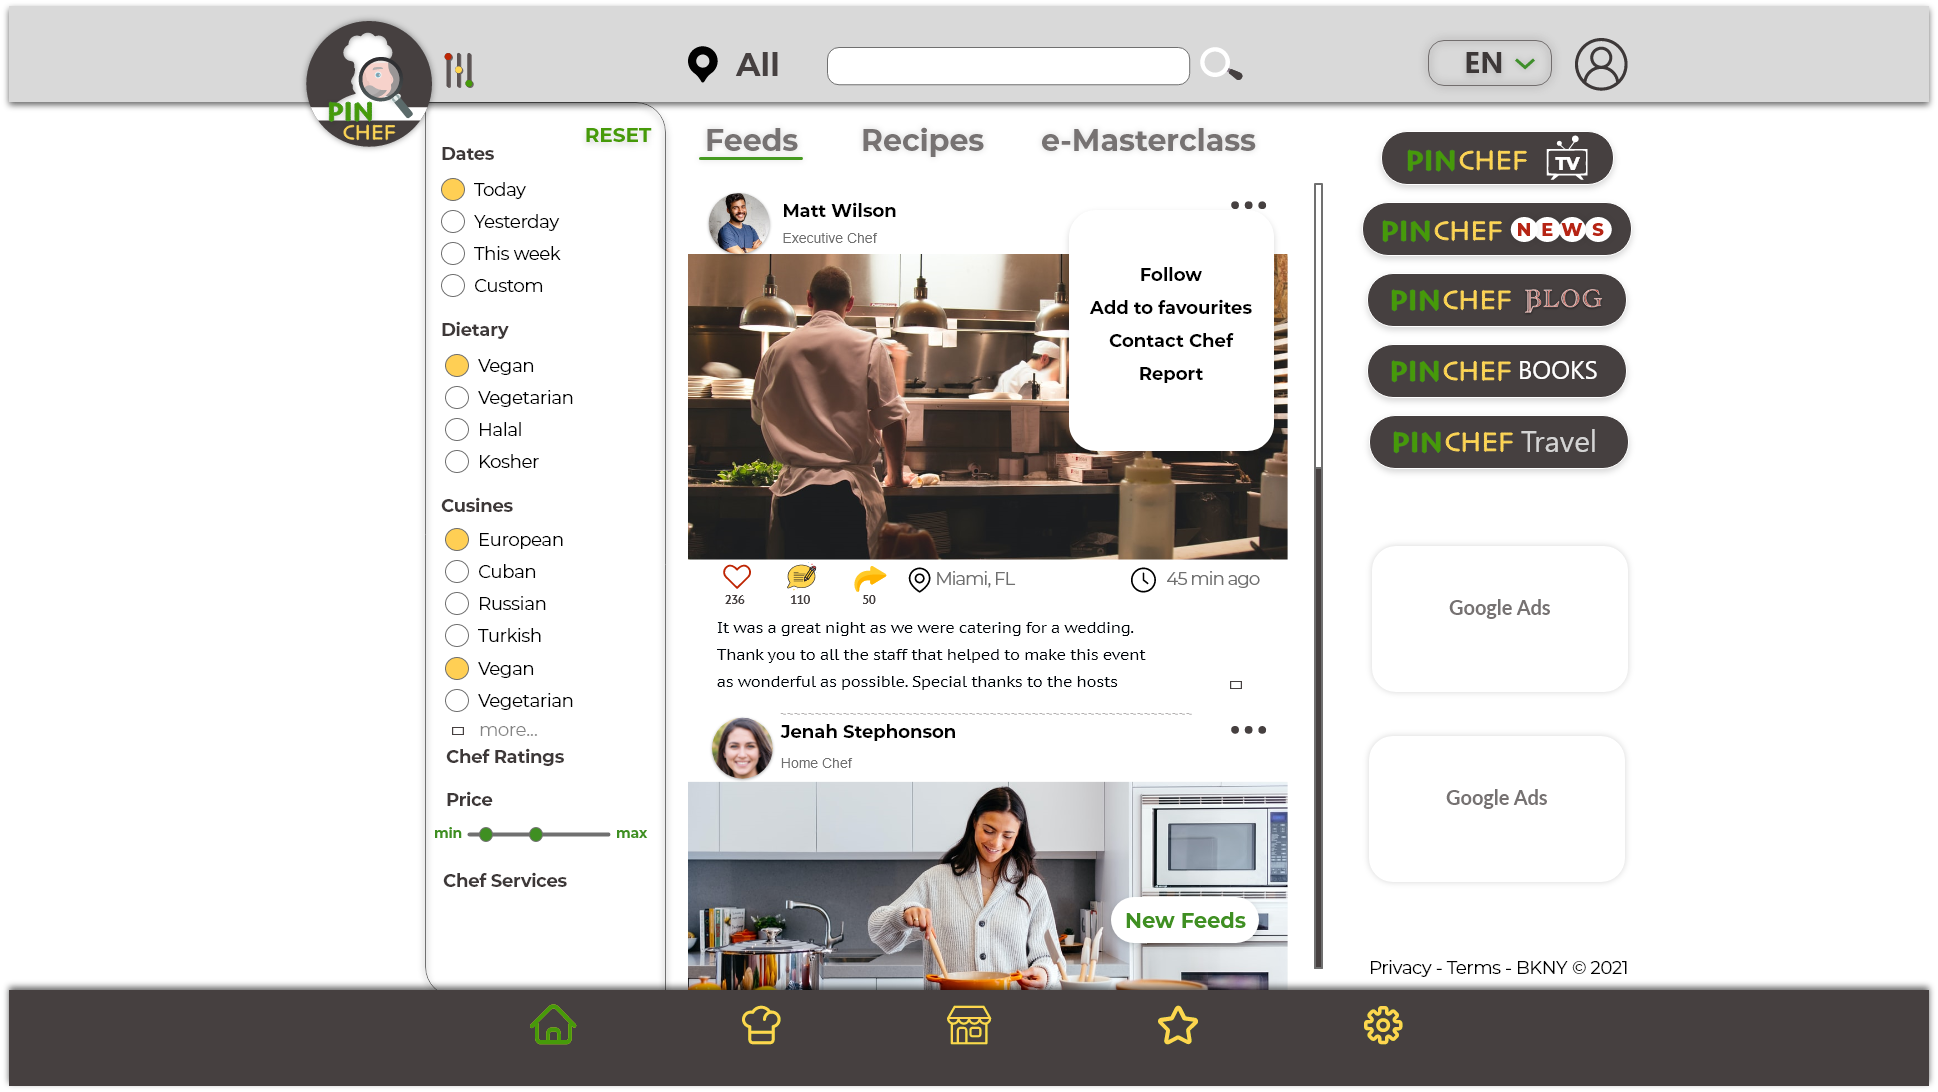 PIN
CHEF
All
EN
RESET
Dates
Today
Yesterday
This week
Custom
Dietary
Vegan
Vegetarian
Halal
Kosher
Cusines
European
Cuban
Russian
Turkish
Vegan
Vegetarian
more...
Chef Ratings
Price
min
max
Chef Services
Feeds
Recipes
e-Masterclass
Matt Wilson
Executive Chef
Follow
Add to favourites
Contact Chef
Report
236
110
50
Miami, FL
45 min ago
It was a great night as we were catering for a wedding.
Thank you to all the staff that helped to make this event
as wonderful as possible. Special thanks to the hosts
Jenah Stephonson
Home Chef
New Feeds
PINCHEF TV
PINCHEF NEWS
PINCHEF BLOG
PINCHEF BOOKS
PINCHEF Travel
Google Ads
Google Ads
Privacy - Terms - BKNY © 2021